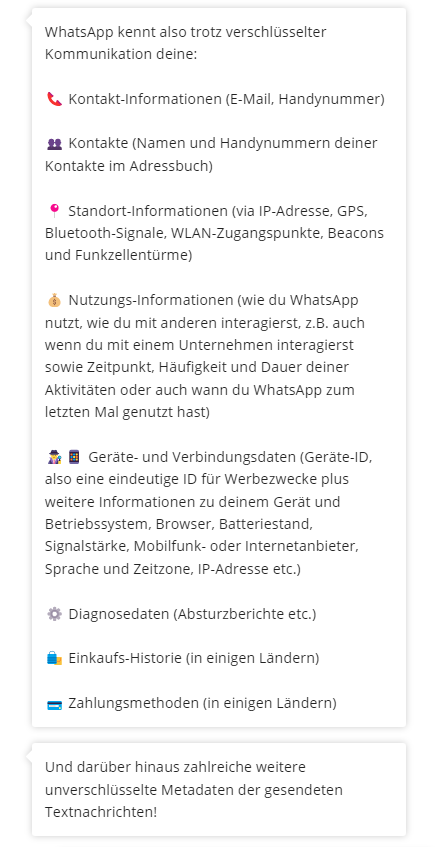 WhatsApp kennt also trotz verschlüsselter
Kommunikation deine:
📞 Kontakt-Informationen (E-Mail, Handynummer)
👥 Kontakte (Namen und Handynummern deiner
Kontakte im Adressbuch)
📍 Standort-Informationen (via IP-Adresse, GPS,
Bluetooth-Signale, WLAN-Zugangspunkte, Beacons
und Funkzellentürme)
💰 Nutzungs-Informationen (wie du WhatsApp
nutzt, wie du mit anderen interagierst, z.B. auch
wenn du mit einem Unternehmen interagierst
sowie Zeitpunkt, Häufigkeit und Dauer deiner
Aktivitäten oder auch wann du WhatsApp zum
letzten Mal genutzt hast)
🕵️‍♀️📱 Geräte- und Verbindungsdaten (Geräte-ID,
also eine eindeutige ID für Werbezwecke plus
weitere Informationen zu deinem Gerät und
Betriebssystem, Browser, Batteriestand,
Signalstärke, Mobilfunk- oder Internetanbieter,
Sprache und Zeitzone, IP-Adresse etc.)
⚙️ Diagnosedaten (Absturzberichte etc.)
🛍️ Einkaufs-Historie (in einigen Ländern)
💳 Zahlungsmethoden (in einigen Ländern)
Und darüber hinaus zahlreiche weitere
unverschlüsselte Metadaten der gesendeten
Textnachrichten!